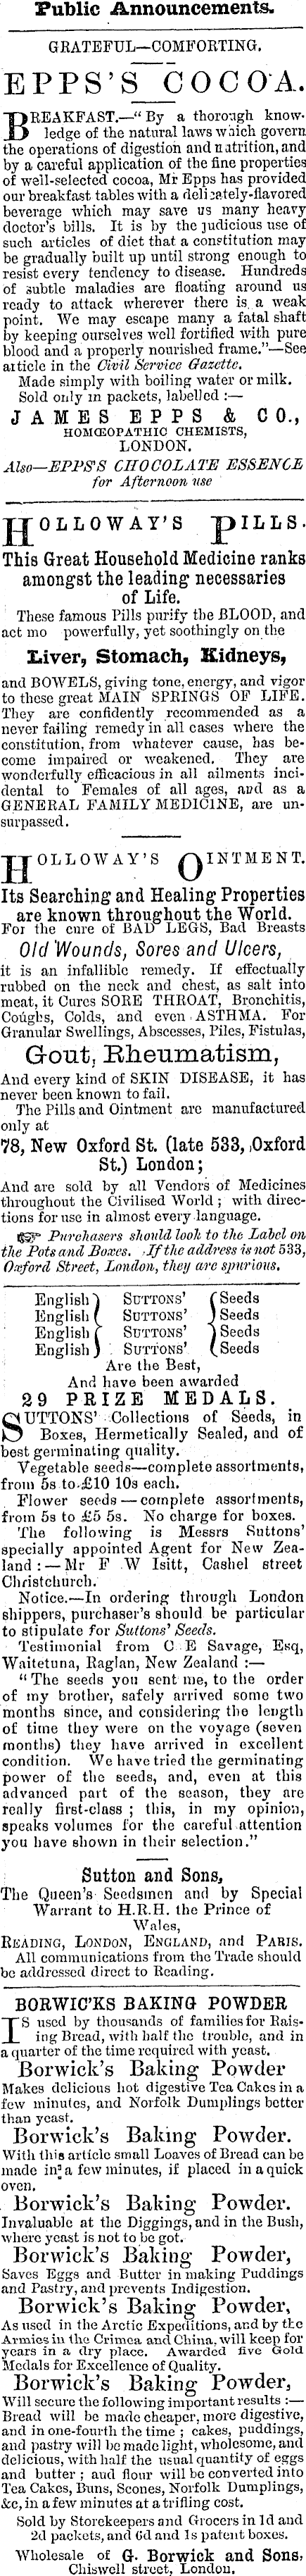 Public Announcements.
GRATEFUL—COMFORTING.
EPPS'S COCOA.
BREAKFAST.—"By a thorough know-
ledge of the natural laws which govern
the operations of digestion and nutrition, and
by a careful application of the fine properties
of well-selected cocoa, Mr Epps has provided
our breakfast tables with a delicately-flavored
beverage which may save us many heavy
doctor's bills. It is by the judicious use of
such articles of diet that a constitution may
be gradually built up until strong enough to
resist every tendency to disease. Hundreds
of subtle maladies are floating around us
ready to attack wherever there is a weak
point. We may escape many a fatal shaft
by keeping ourselves well fortified with pure
blood and a properly nourished frame."—See
article in the Civil Service Gazette.
Made simply with boiling water or milk.
Sold only in packets, labelled :—
JAMES EPPS & CO.,
HOMŒOPATHIC CHEMISTS,
LONDON.
Also—EPPS'S CHOCOLATE ESSENCE
for Afternoon use
HOLLOWAY'S PILLS.
This Great Household Medicine ranks
amongst the leading necessaries
of Life.
These famous Pills purify the BLOOD, and
act mo powerfully, yet soothingly on the
Liver, Stomach, Kidneys,
and BOWELS, giving tone, energy, and vigor
to these great MAIN SPRINGS OF LIFE.
They are confidently recommended as a
never failing remedy in all cases where the
constitution, from whatever cause, has be-
come impaired or weakened. They are
wonderfully efficacious in all ailments inci-
dental to Females of all ages, and as a
GENERAL FAMILY MEDICINE, are un-
surpassed.
HOLLOWAY'S OINTMENT.
Its Searching and Healing Properties
are known throughout the World.
For the cure of BAD LEGS, Bad Breasts
Old Wounds, Sores and Ulcers,
it is an infallible remedy. If effectually
rubbed on the neck and chest, as salt into
meat, it Cures SORE THROAT, Bronchitis,
Coughs, Colds, and even ASTHMA. For
Granular Swellings, Abscesses, Piles, Fistulas,
Gout, Rheumatism,
And every kind of SKIN DISEASE, it has
never been known to fail.
The Pills and Ointment are manufactured
only at
78, New Oxford St. (late 533, Oxford
St.) London;
And are sold by all Vendors of Medicines
throughout the Civilised World ; with direc-
tions for use in almost every language.
☞ Purchasers should look to the Label on
the Pots and Boxes. If the address is not 533,
Oxford Street, London, they are spurious.
English } SUTTONS' { Seeds
English } SUTTONS' { Seeds
English } SUTTONS' { Seeds
English } SUTTONS' { Seeds
Are the Best,
And have been awarded
29 PRIZE MEDALS.
SUTTONS' Collections of Seeds, in
Boxes, Hermetically Sealed, and of
best germinating quality.
Vegetable seeds—complete assortments,
from 5s to £10 10s each.
Flower seeds—complete assortments,
from 5s to £5 5s. No charge for boxes.
The following is Messrs Suttons'
specially appointed Agent for New Zea-
land :—Mr F W Isitt, Cashel street
Christchurch.
Notice.—In ordering through London
shippers, purchaser's should be particular
to stipulate for Suttons' Seeds.
Testimonial from C E Savage, Esq,
Waitetuna, Raglan, New Zealand :—
"The seeds you sent me, to the order
of my brother, safely arrived some two
months since, and considering the length
of time they were on the voyage (seven
months) they have arrived in excellent
condition. We have tried the germinating
power of the seeds, and, even at this
advanced part of the season, they are
really first-class ; this, in my opinion,
speaks volumes for the careful attention
you have shown in their selection."
Sutton and Sons,
The Queen's Seedsmen and by Special
Warrant to H.R.H. the Prince of
Wales,
READING, LONDON, ENGLAND, and PARIS.
All communications from the Trade should
be addressed direct to Reading.
BORWIC'KS BAKING POWDER
IS used by thousands of families for Rais-
ing Bread, with half the trouble, and in
a quarter of the time required with yeast.
Borwick's Baking Powder
Makes delicious hot digestive Tea Cakes in a
few minutes, and Norfolk Dumplings better
than yeast.
Borwick's Baking Powder.
With this article small Loaves of Bread can be
made in a few minutes, if placed in a quick
oven.
Borwick's Baking Powder.
Invaluable at the Diggings, and in the Bush,
where yeast is not to be got.
Borwick's Baking Powder,
Saves Eggs and Butter in making Puddings
and Pastry, and prevents Indigestion.
Borwick's Baking Powder,
As used in the Arctic Expeditions, and by the
Armies in the Crimea and China, will keep for
years in a dry place. Awarded five Gold
Medals for Excellence of Quality.
Borwick's Baking Powder,
Will secure the following important results :—
Bread will be made cheaper, more digestive,
and in one-fourth the time ; cakes, puddings,
and pastry will be made light, wholesome, and
delicious, with half the usual quantity of eggs
and butter ; and flour will be converted into
Tea Cakes, Buns, Scones, Norfolk Dumplings,
&c, in a few minutes at a trifling cost.
Sold by Storekeepers and Grocers in 1d and
2d packets, and 6d and 1s patent boxes.
Wholesale of G. Borwick and Sons,
Chiswell street, London.